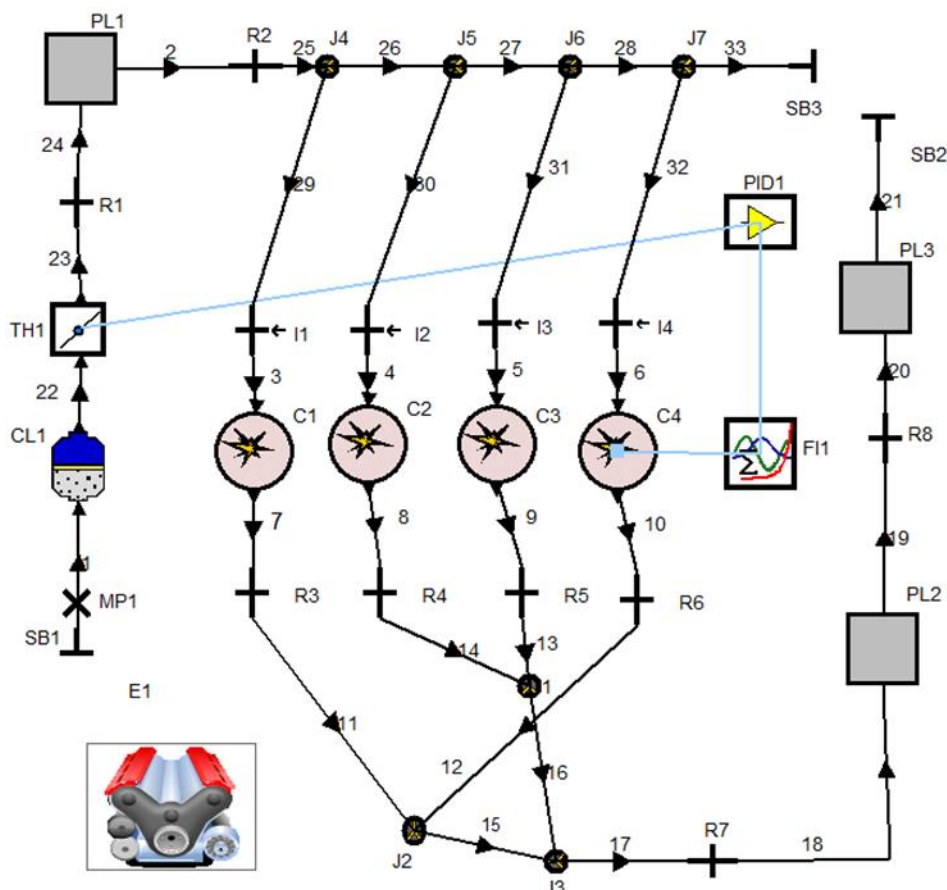 PL1
2
R2
25
J4
26
J5
27
J6
28
J7
33
SB3
24
29
30
31
32
SB2
PID1
21
R1
PL3
23
TH1
I1
I2
I3
I4
20
22
3
4
5
6
CL1
C1
C2
C3
C4
FI1
R8
7
8
9
10
19
1
MP1
R3
R4
R5
R6
PL2
SB1
14
13
E1
1
11
12
16
15
R7
J2
17
18
J3